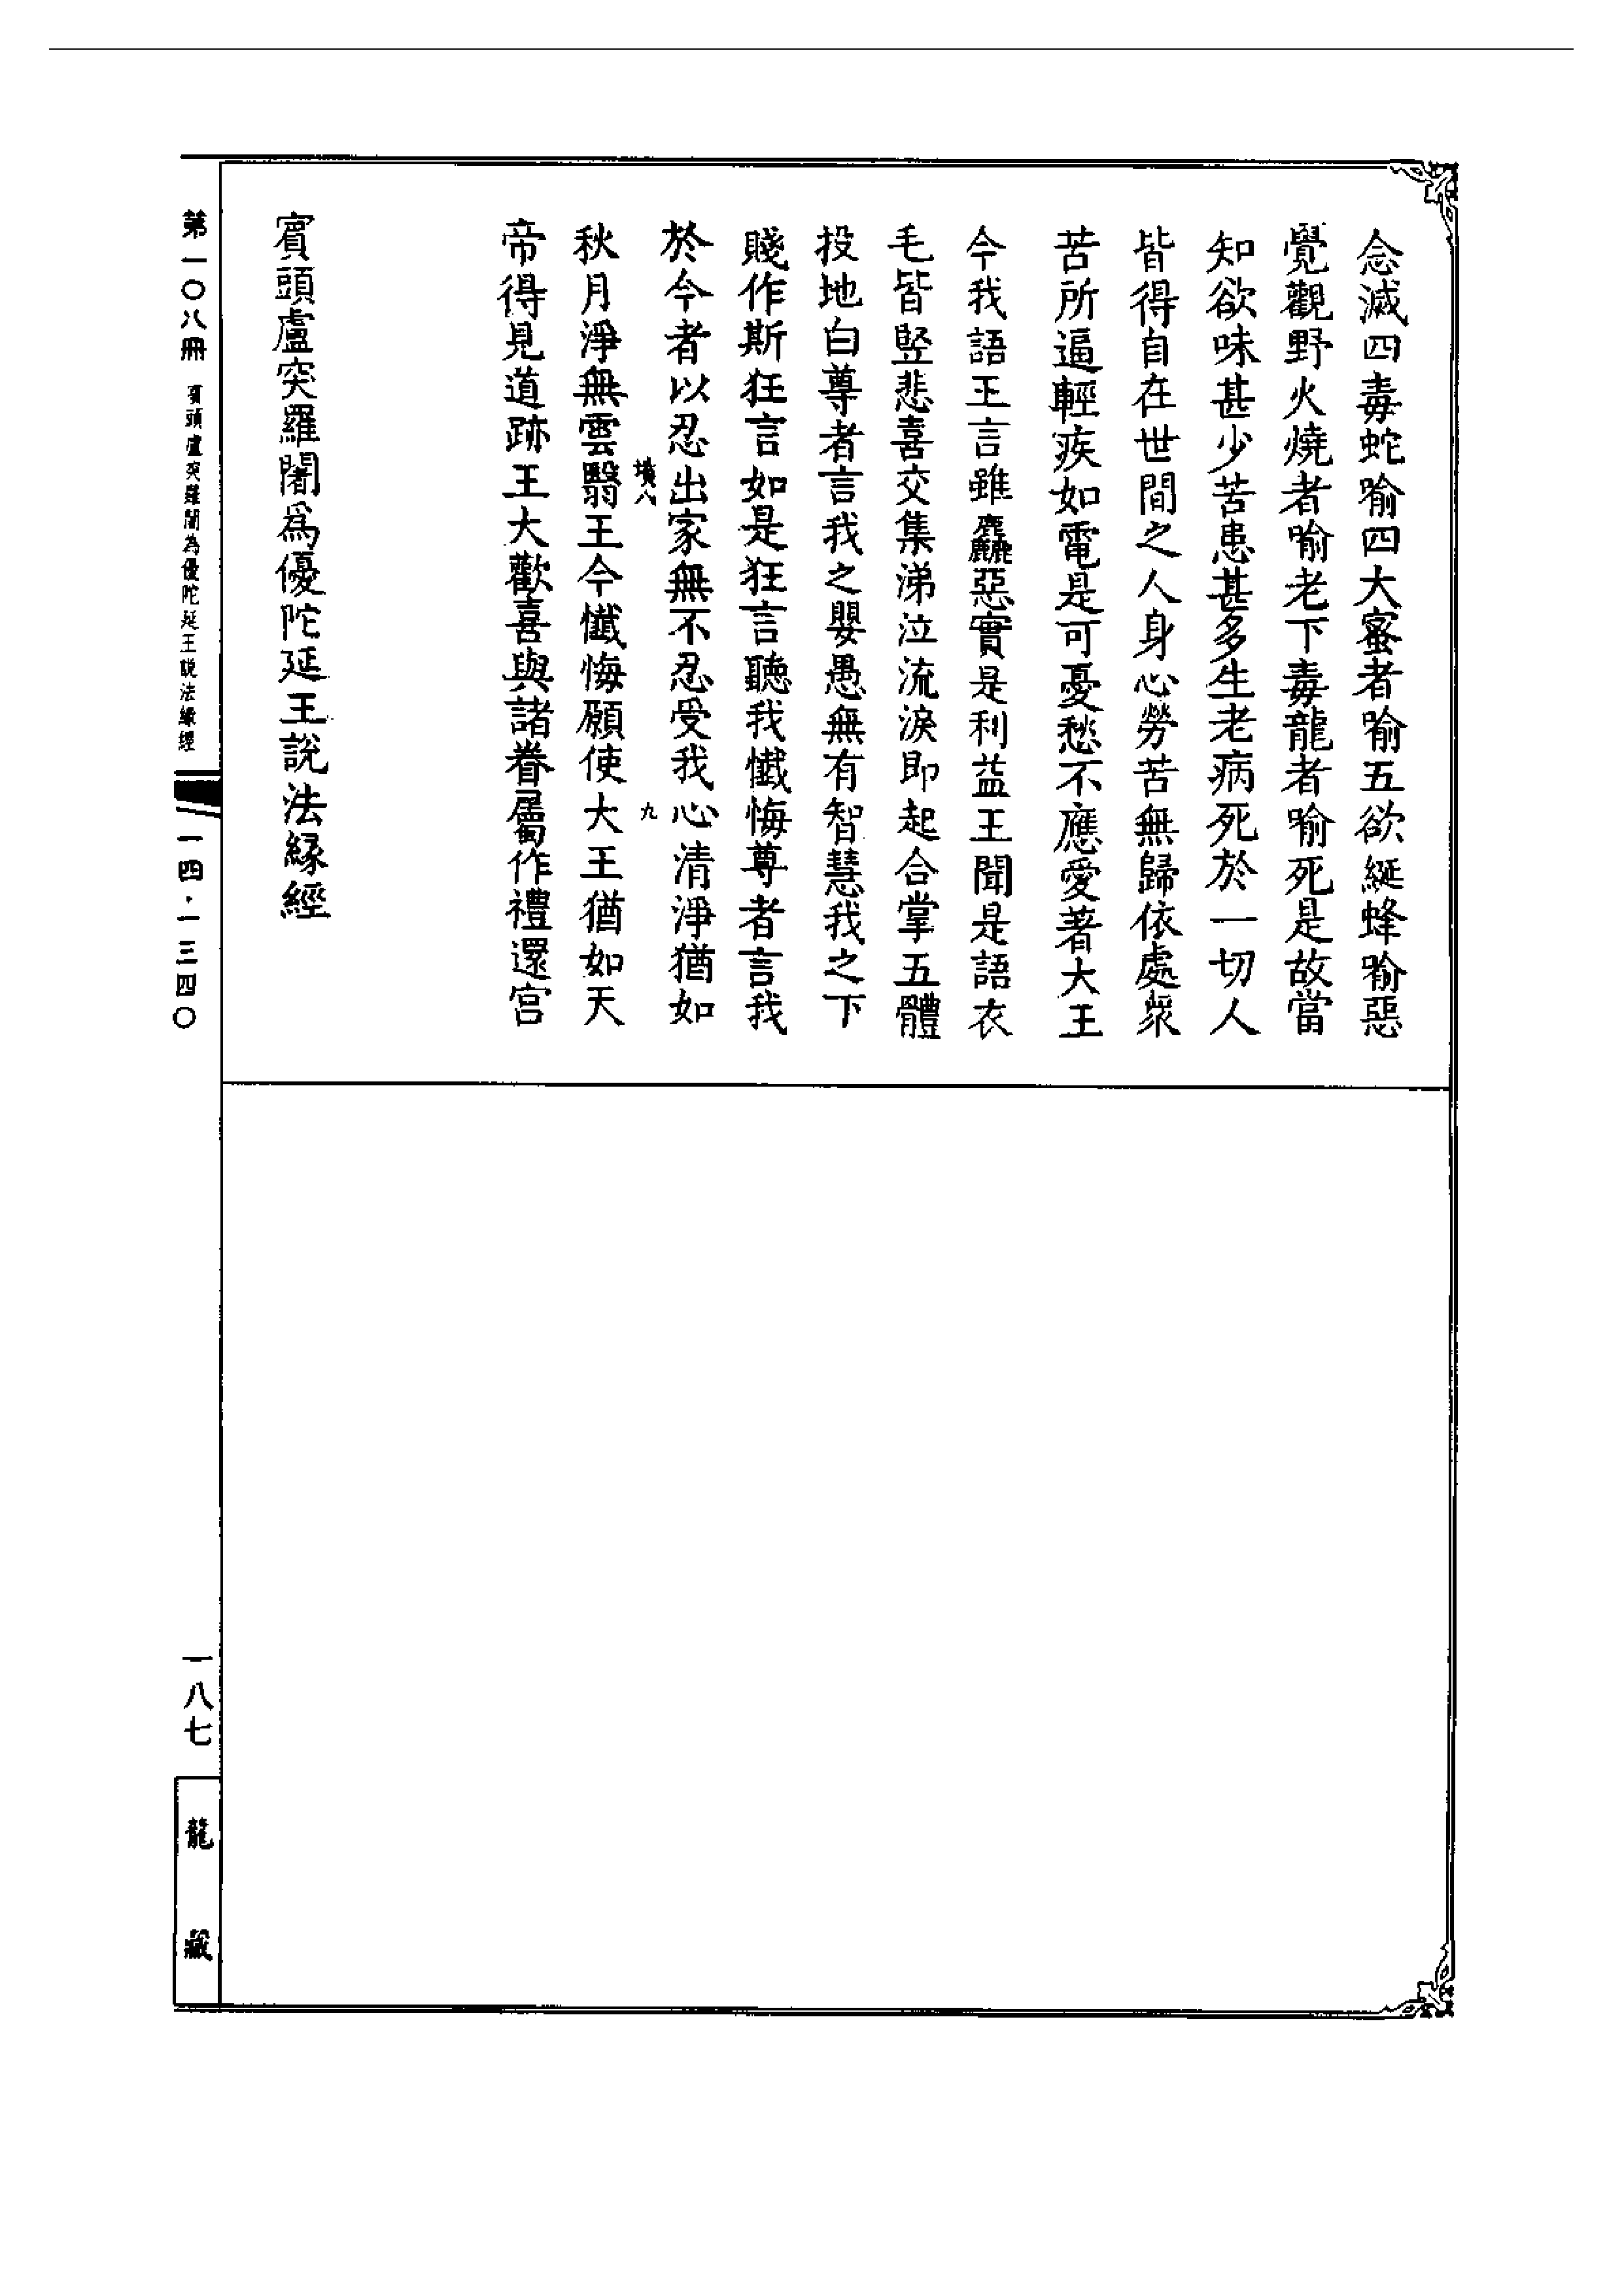 念滅四毒蛇喻四大蜜者喻五欲綖蜂喻惡
覺觀野火燒者喻老下毒龍者喻死是故當
知欲味甚少苦患甚多生老病死於一切人
皆得自在世間之人身心勞苦無歸依處衆
苦所逼輕疾如電是可憂愁不應愛著大王
今我語王言雖麤惡實是利益王聞是語衣
毛皆竪悲喜交集涕泣流淚即起合掌五體
投地白尊者言我之嬰愚無有智慧我之下
賤作斯狂言如是狂言聽我懺悔尊者言我
於今者以忍出家無不忍受我心清淨猶如
八
九
秋月淨無雲翳王今懺悔願使大王猶如天
帝得見道跡王大歡喜與諸眷屬作禮還宮
賓頭盧突羅闍爲優陀延王說法緣經
第一〇八冊 賓頭盧突羅闍為優陀延王說法緣經 一四·一三四〇 一八七 龍藏